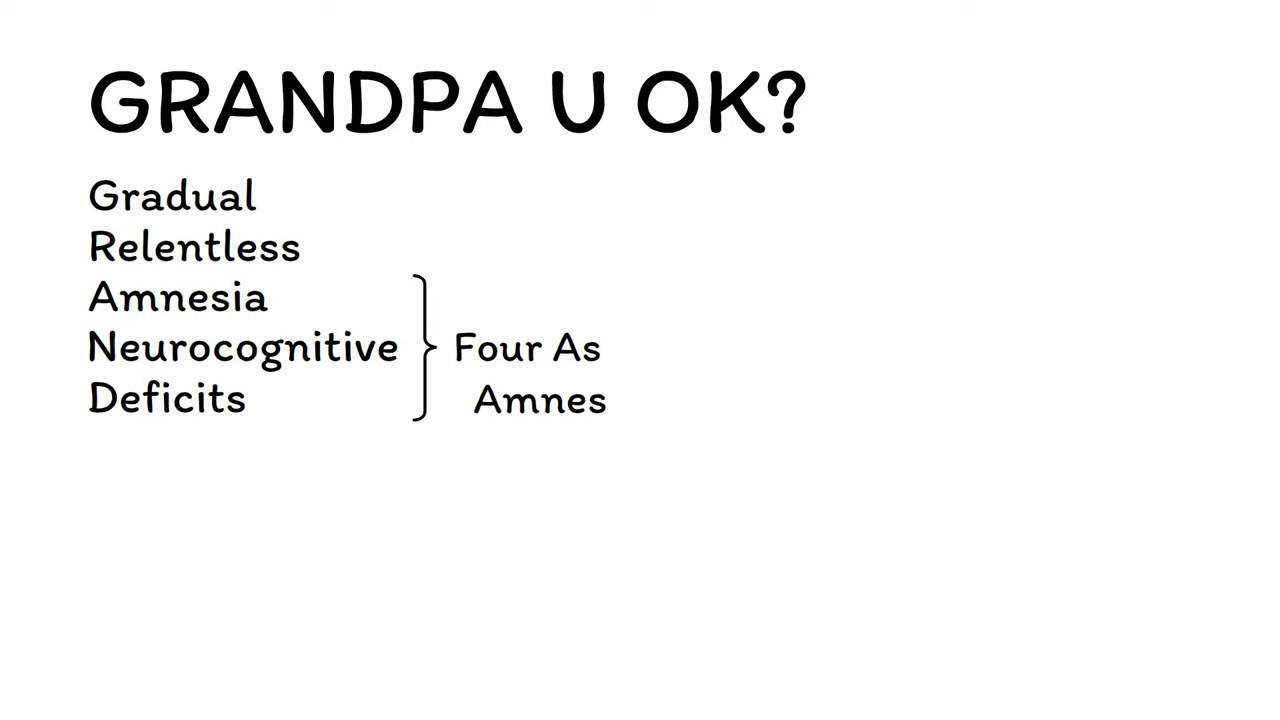 GRANDPA U OK?
Gradual
Relentless
Amnesia
Neurocognitive
Deficits
Four As
Amnes